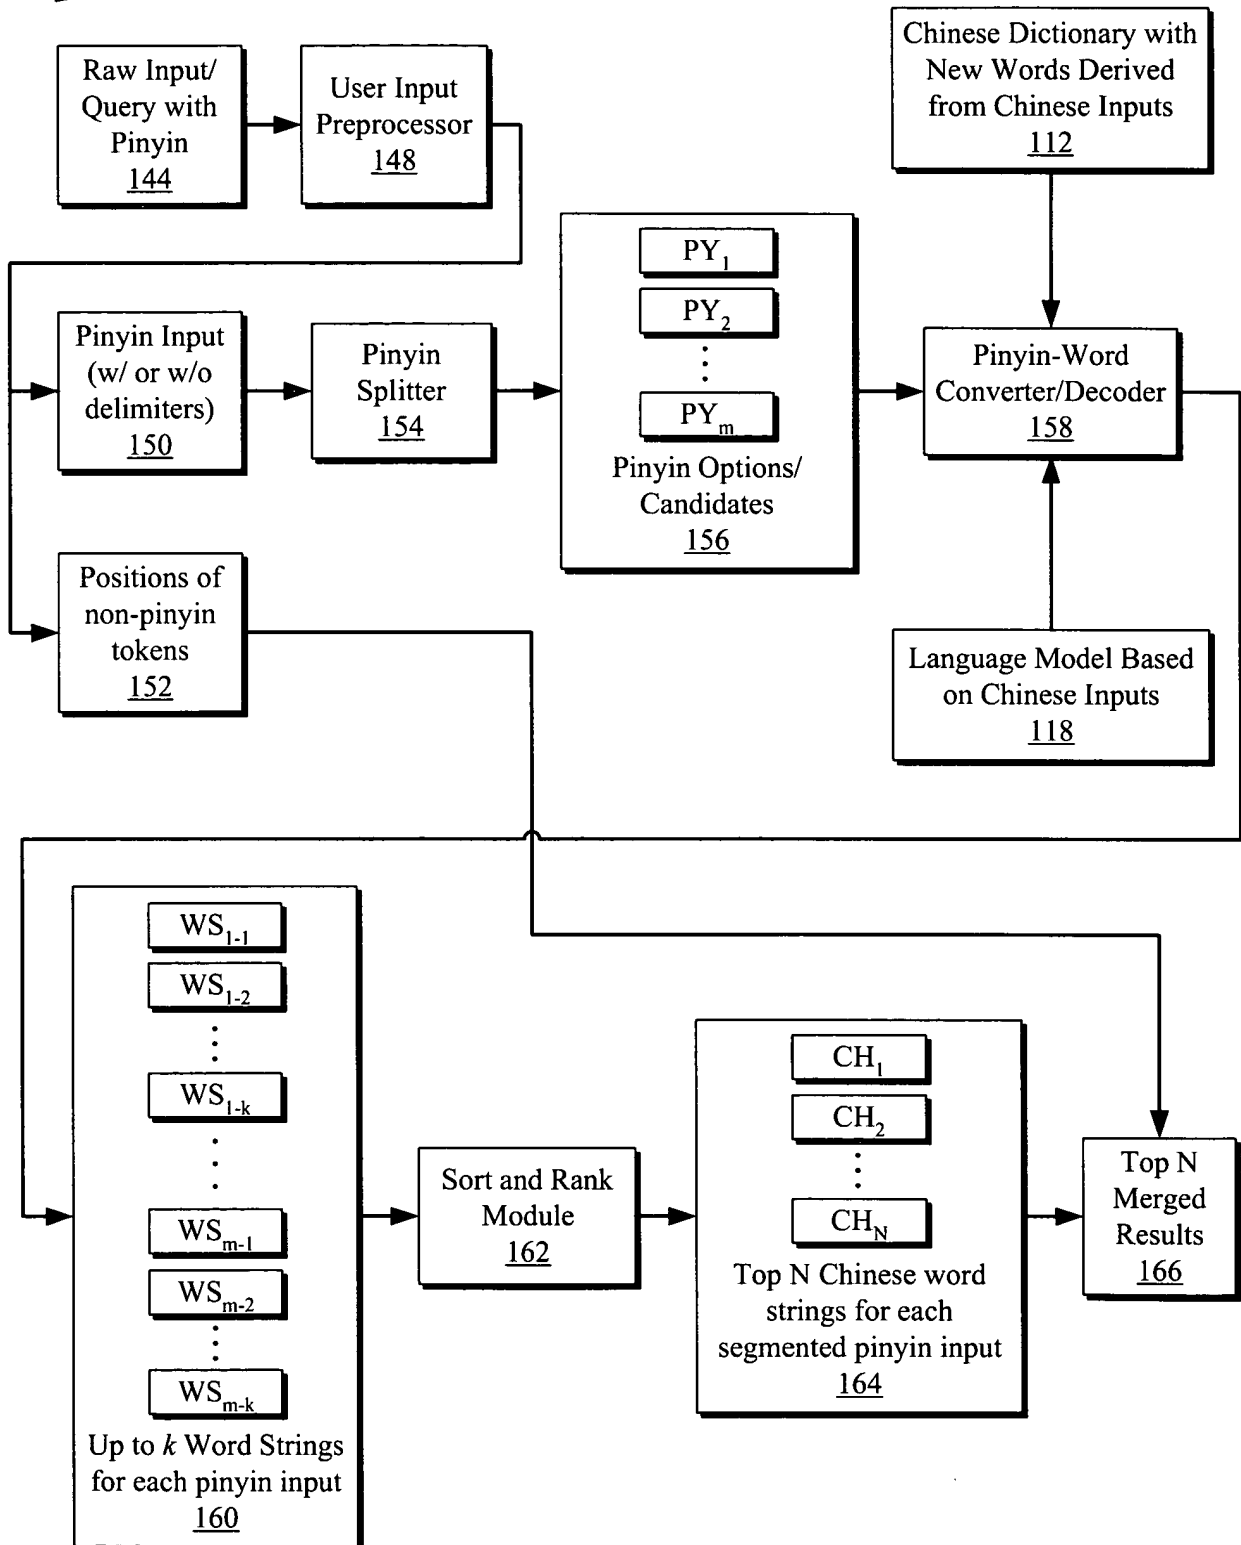 Raw Input/
Query with
Pinyin
144
User Input
Preprocessor
148
Chinese Dictionary with
New Words Derived
from Chinese Inputs
112
Pinyin Input
(w/ or w/o
delimiters)
150
Pinyin
Splitter
154
PY1
PY2
⋮
PYm
Pinyin Options/
Candidates
156
Pinyin-Word
Converter/Decoder
158
Positions of
non-pinyin
tokens
152
Language Model Based
on Chinese Inputs
118
WS1-1
WS1-2
⋮
WS1-k
⋮
WSm-1
WSm-2
⋮
WSm-k
Up to k Word Strings
for each pinyin input
160
Sort and Rank
Module
162
CH1
CH2
⋮
CHN
Top N Chinese word
strings for each
segmented pinyin input
164
Top N
Merged
Results
166